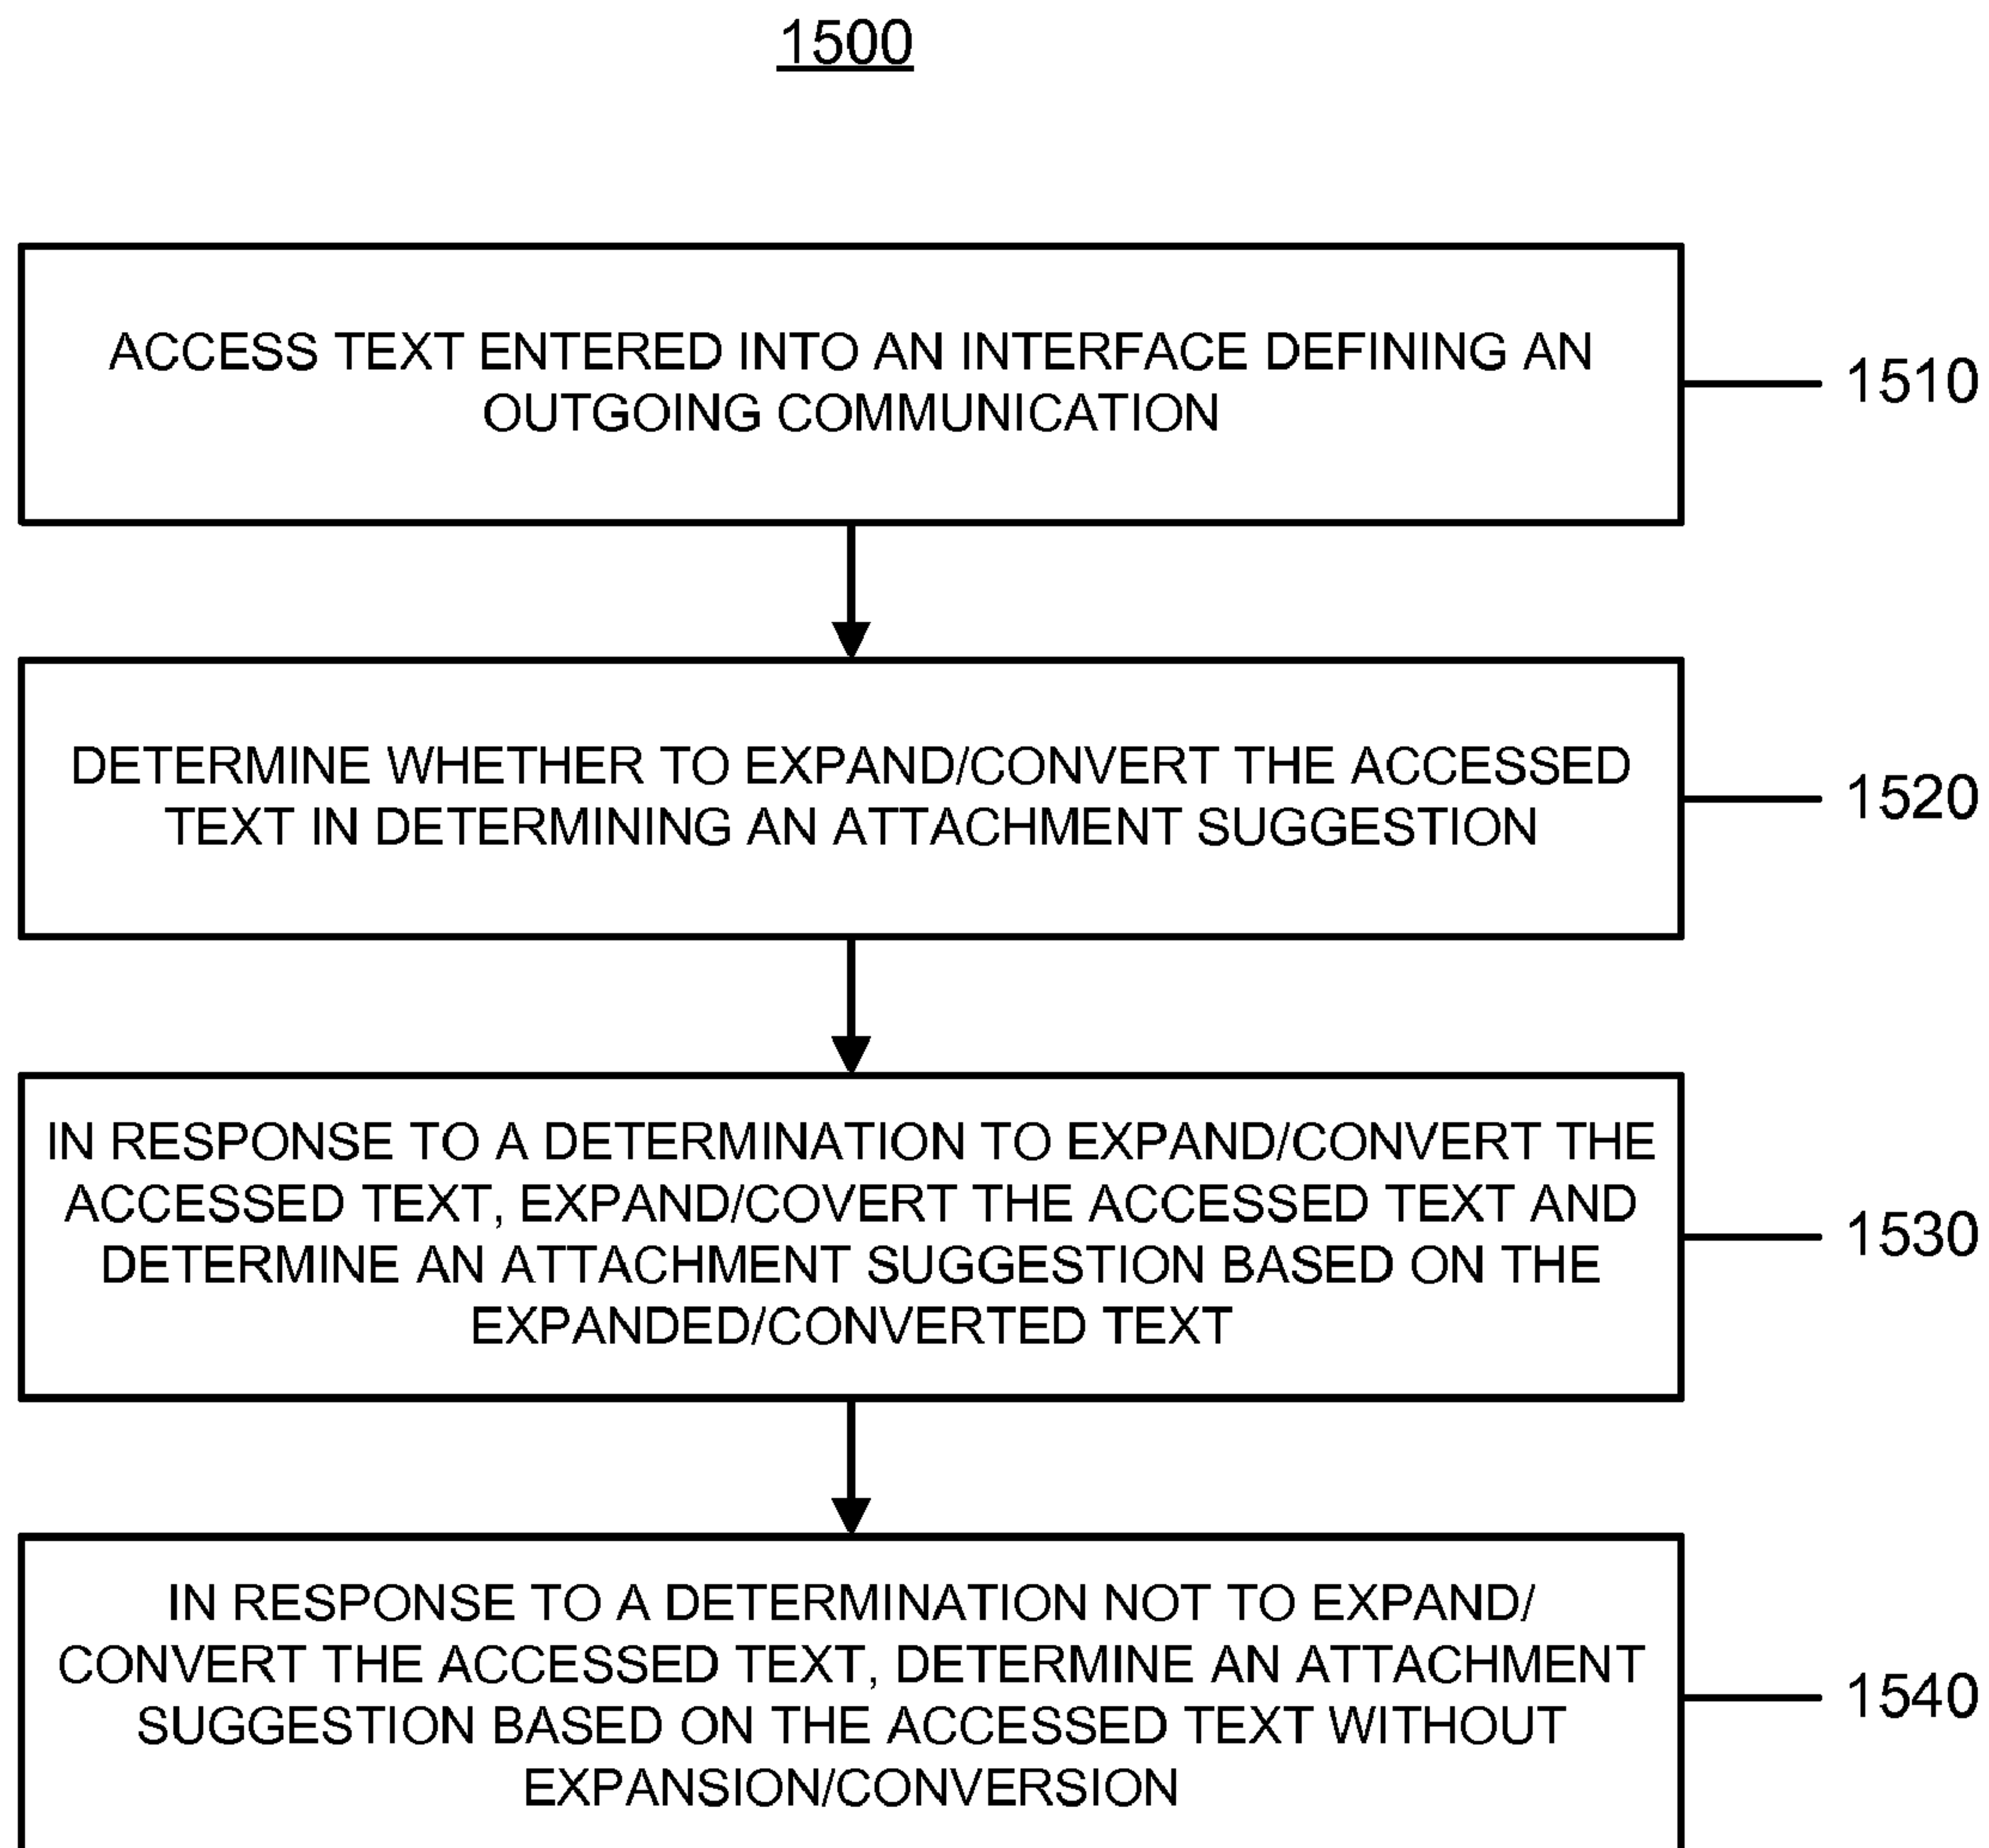 1500
ACCESS TEXT ENTERED INTO AN INTERFACE DEFINING AN
OUTGOING COMMUNICATION
1510
DETERMINE WHETHER TO EXPAND/CONVERT THE ACCESSED
TEXT IN DETERMINING AN ATTACHMENT SUGGESTION
1520
IN RESPONSE TO A DETERMINATION TO EXPAND/CONVERT THE
ACCESSED TEXT, EXPAND/COVERT THE ACCESSED TEXT AND
DETERMINE AN ATTACHMENT SUGGESTION BASED ON THE
EXPANDED/CONVERTED TEXT
1530
IN RESPONSE TO A DETERMINATION NOT TO EXPAND/
CONVERT THE ACCESSED TEXT, DETERMINE AN ATTACHMENT
SUGGESTION BASED ON THE ACCESSED TEXT WITHOUT
EXPANSION/CONVERSION
1540